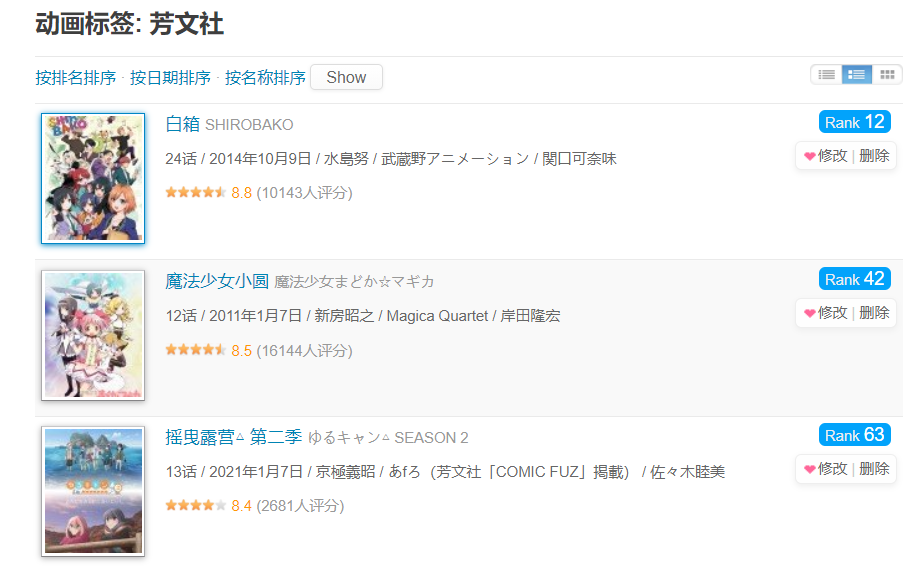 动画标签: 芳文社
按排名排序 · 按日期排序 · 按名称排序 Show
白箱 SHIROBAKO
Rank 12
24话 / 2014年10月9日 / 水島努 / 武蔵野アニメーション / 関口可奈味
修改 | 删除
8.8 (10143人评分)
魔法少女小圆 魔法少女まどか☆マギカ
Rank 42
12话 / 2011年1月7日 / 新房昭之 / Magica Quartet / 岸田隆宏
修改 | 删除
8.5 (16144人评分)
摇曳露营△ 第二季 ゆるキャン△ SEASON 2
Rank 63
13话 / 2021年1月7日 / 京極義昭 / あfろ（芳文社「COMIC FUZ」掲載） / 佐々木睦美
修改 | 删除
8.4 (2681人评分)